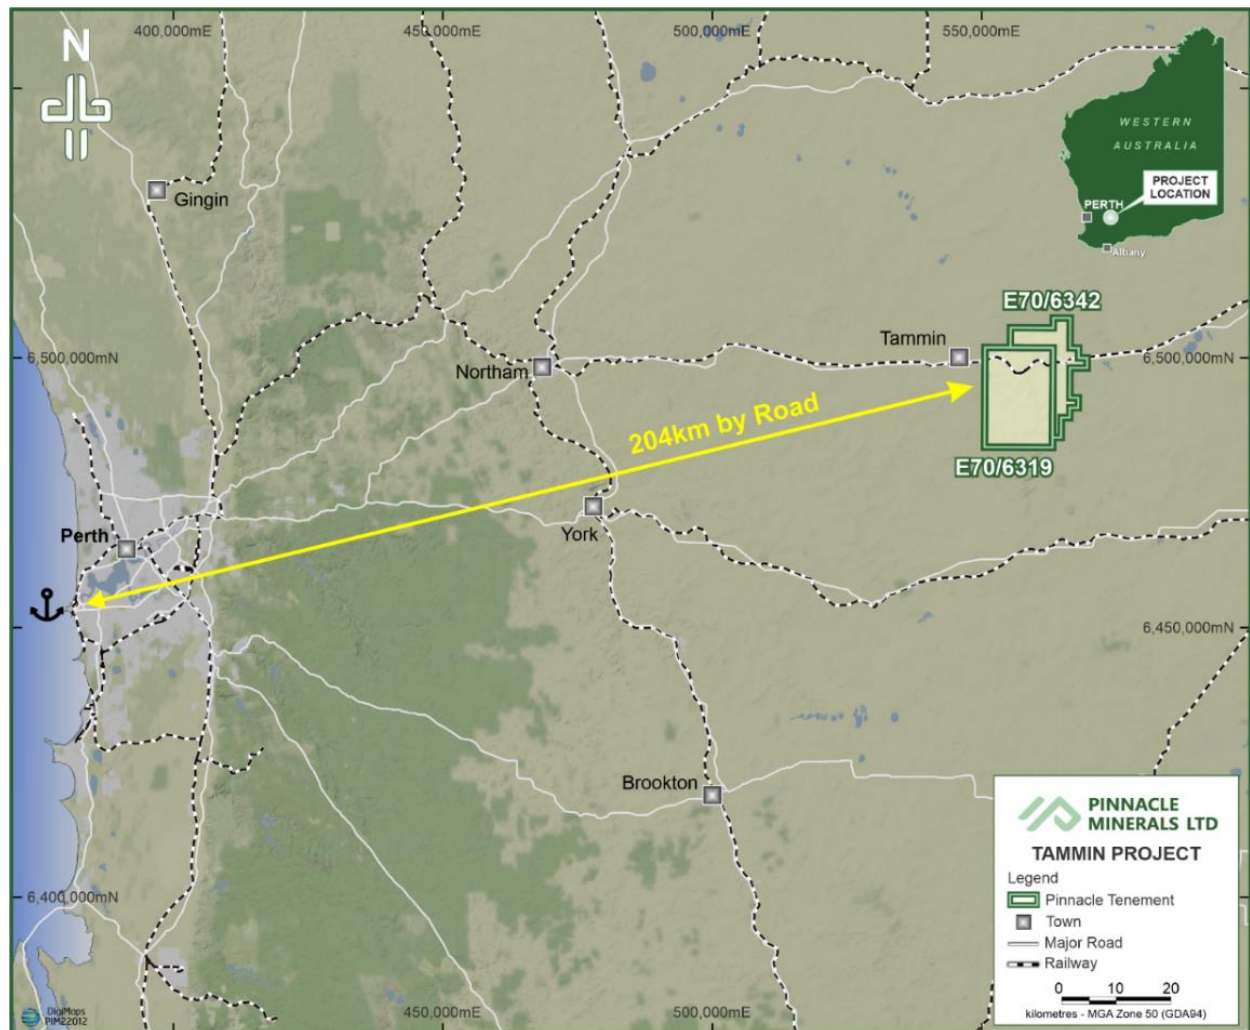 400,000mE
450,000mE
500,000mE
550,000mE
N
WESTERN
AUSTRALIA
PROJECT
LOCATION
PERTH
Albany
Gingin
E70/6342
Tammin
6,500,000mN
6,500,000mN
Northam
204km by Road
E70/6319
York
Perth
6,450,000mN
Brookton
6,400,000mN
PINNACLE
MINERALS LTD
TAMMIN PROJECT
Legend
Pinnacle Tenement
Town
Major Road
Railway
0 10 20
kilometres - MGA Zone 50 (GDA94)
450,000mE
500,000mE
DigiMaps
PIM22012